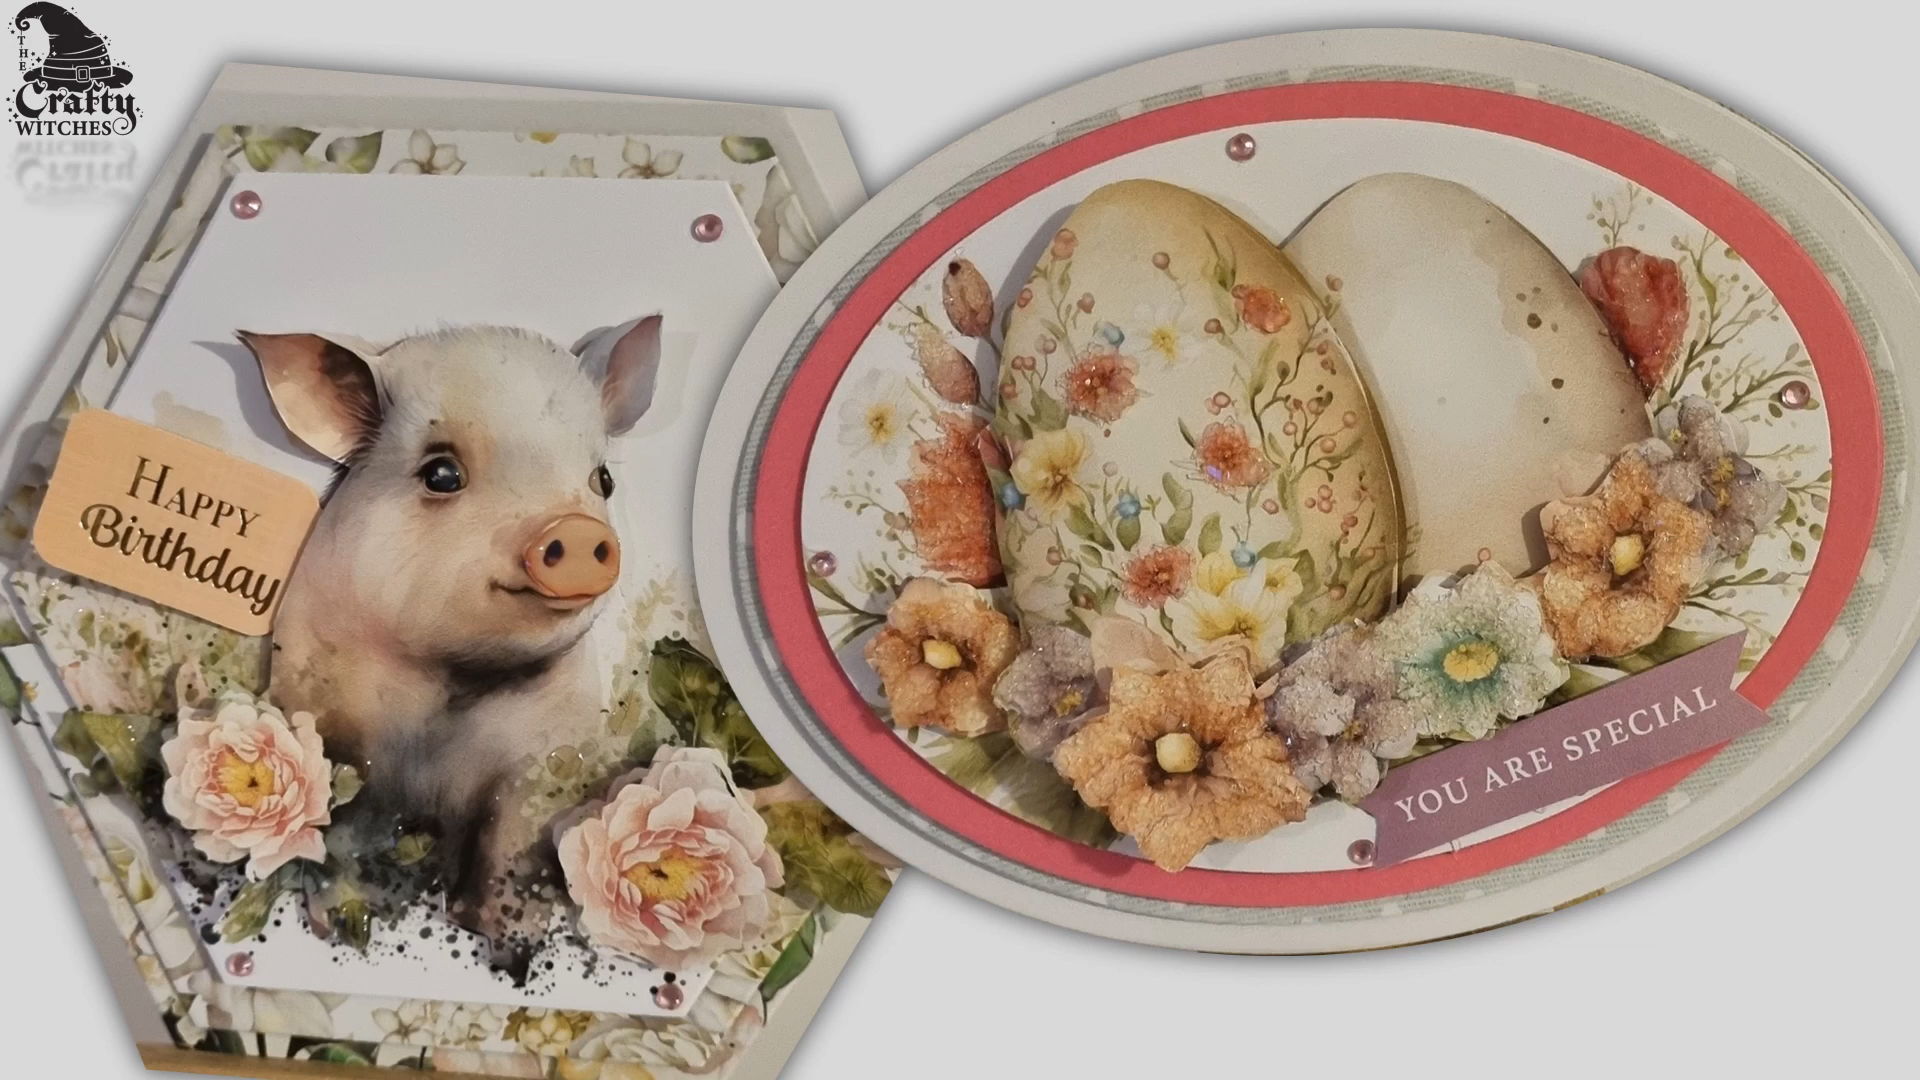 THE
Crafty
WITCHES
HAPPY
Birthday
YOU ARE SPECIAL